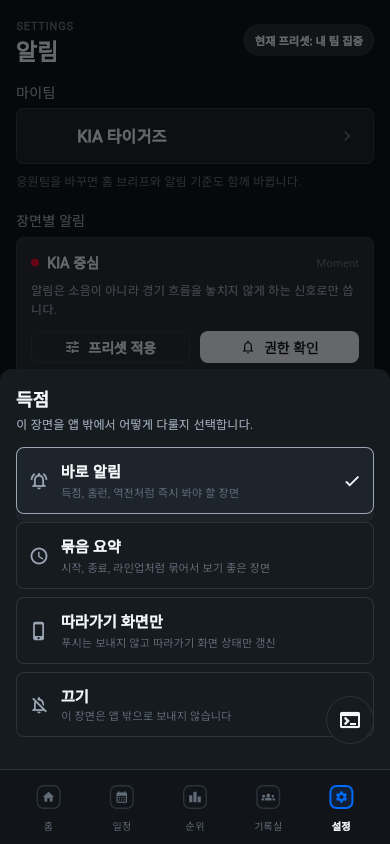 SETTINGS
알림
현재 프리셋: 내 팀 집중
마이팀
KIA 타이거즈
응원팀을 바꾸면 홈 브리프와 알림 기준도 함께 바뀝니다.
장면별 알림
KIA 중심
Moment
알림은 소음이 아니라 경기 흐름을 놓치지 않게 하는 신호로만 씁
니다.
프리셋 적용
권한 확인
득점
이 장면을 앱 밖에서 어떻게 다룰지 선택합니다.
바로 알림
득점, 홈런, 역전처럼 즉시 봐야 할 장면
묶음 요약
시작, 종료, 라인업처럼 묶어서 보기 좋은 장면
따라가기 화면만
푸시는 보내지 않고 따라가기 화면 상태만 갱신
끄기
이 장면은 앱 밖으로 보내지 않습니다
홈
일정
순위
기록실
설정